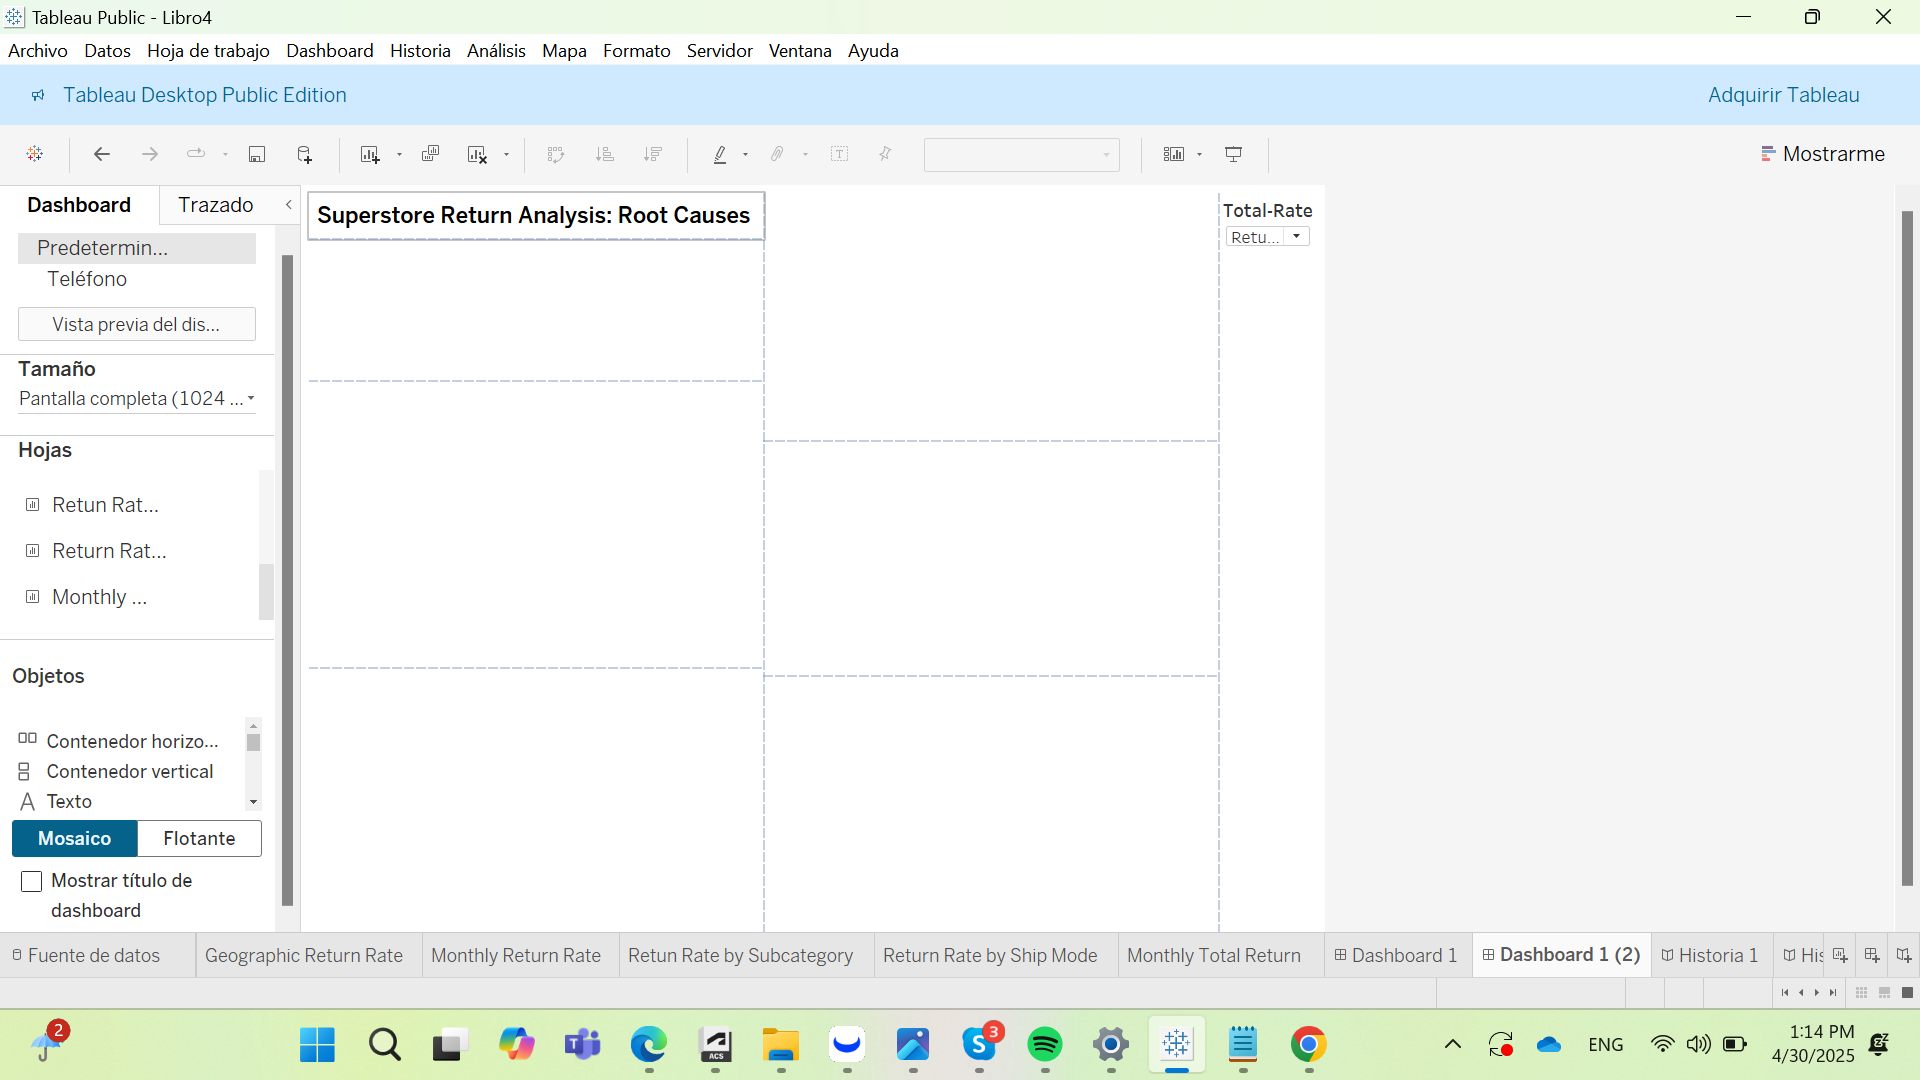 Tableau Public - Libro4
Archivo Datos Hoja de trabajo Dashboard Historia Análisis Mapa Formato Servidor Ventana Ayuda
Tableau Desktop Public Edition Adquirir Tableau
Mostrarme
Dashboard Trazado
Predetermin...
Teléfono
Vista previa del dis...
Tamaño
Pantalla completa (1024 ...
Hojas
Retun Rat...
Return Rat...
Monthly ...
Objetos
Contenedor horizo...
Contenedor vertical
Texto
Mosaico Flotante
Mostrar título de
dashboard
Superstore Return Analysis: Root Causes
Total-Rate
Retu...
Fuente de datos Geographic Return Rate Monthly Return Rate Retun Rate by Subcategory Return Rate by Ship Mode Monthly Total Return Dashboard 1 Dashboard 1 (2) Historia 1 His
2
ACS
3
ENG
1:14 PM
4/30/2025